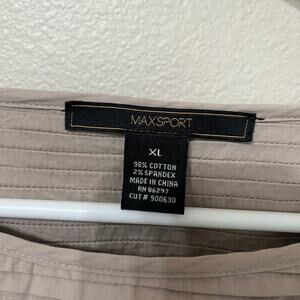 MAXSPORT
XL
98% COTTON
2% SPANDEX
MADE IN CHINA
RN 86297
CUT# 900630